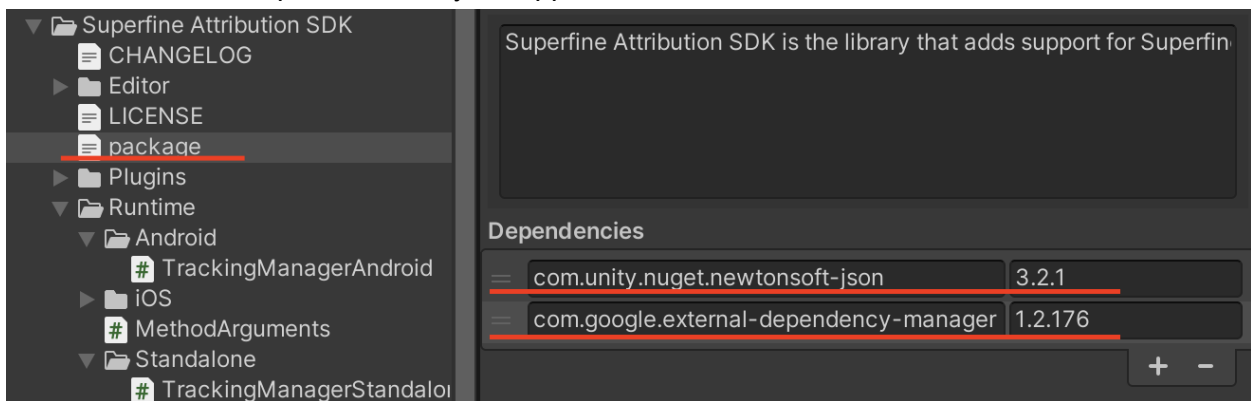 Superfine Attribution SDK
CHANGELOG
Editor
LICENSE
package
Plugins
Runtime
Android
TrackingManagerAndroid
iOS
MethodArguments
Standalone
Superfine Attribution SDK is the library that adds support for Superfin
Dependencies
com.unity.nuget.newtonsoft-json 3.2.1
com.google.external-dependency-manager 1.2.176